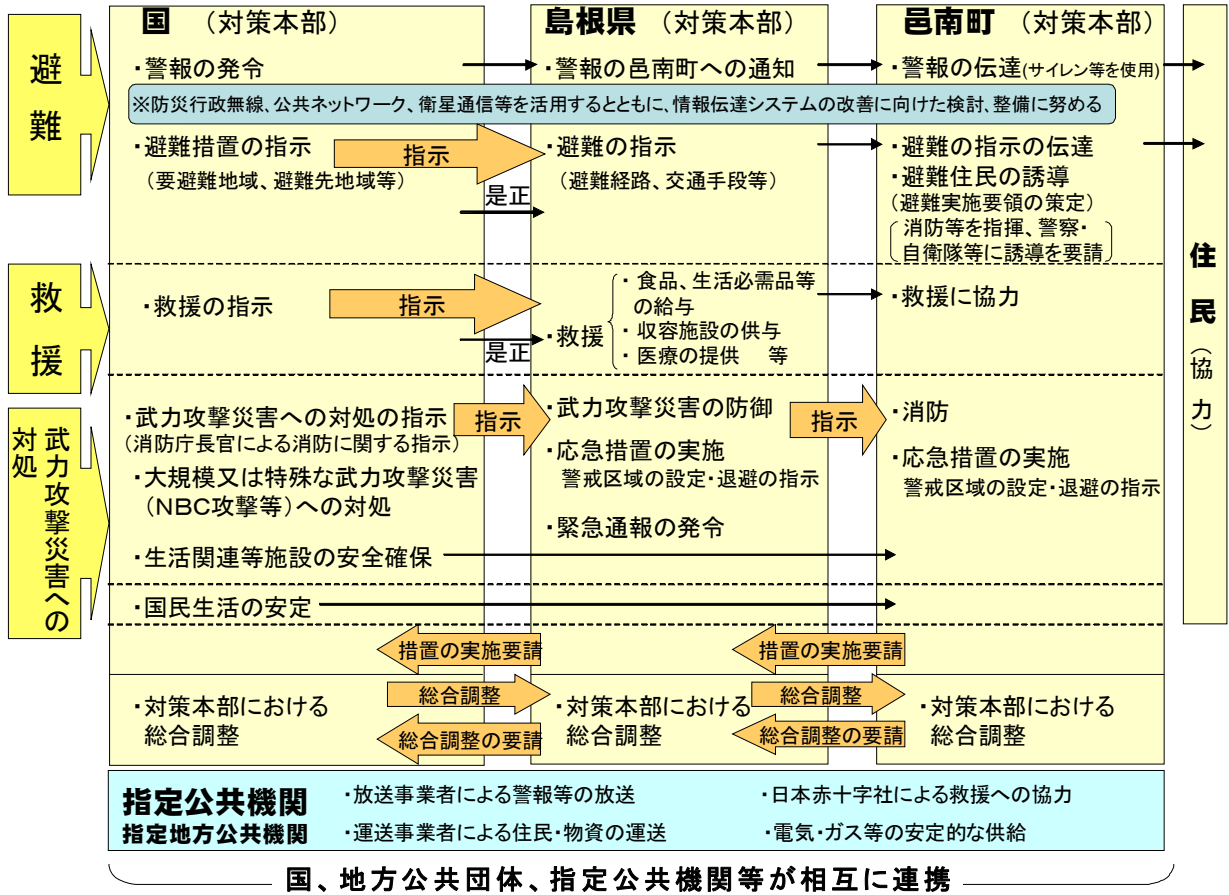 国 (対策本部)
島根県 (対策本部)
邑南町 (対策本部)
避難
・警報の発令
・警報の邑南町への通知
・警報の伝達(サイレン等を使用)
※防災行政無線、公共ネットワーク、衛星通信等を活用するとともに、情報伝達システムの改善に向けた検討、整備に努める
・避難措置の指示
(要避難地域、避難先地域等)
指示
是正
・避難の指示
(避難経路、交通手段等)
・避難の指示の伝達
・避難住民の誘導
(避難実施要領の策定)
消防等を指揮、警察・
自衛隊等に誘導を要請
住民(協力)
救援
・救援の指示
指示
是正
・救援
・食品、生活必需品等
の給与
・収容施設の供与
・医療の提供 等
・救援に協力
武力攻撃災害への
対処
・武力攻撃災害への対処の指示
(消防庁長官による消防に関する指示)
指示
・武力攻撃災害の防御
指示
・消防
・大規模又は特殊な武力攻撃災害
(NBC攻撃等)への対処
・応急措置の実施
警戒区域の設定・退避の指示
・応急措置の実施
警戒区域の設定・退避の指示
・緊急通報の発令
・生活関連等施設の安全確保
・国民生活の安定
措置の実施要請
措置の実施要請
総合調整
総合調整
・対策本部における
総合調整
総合調整の要請
・対策本部における
総合調整
総合調整の要請
・対策本部における
総合調整
指定公共機関
指定地方公共機関
・放送事業者による警報等の放送
・日本赤十字社による救援への協力
・運送事業者による住民・物資の運送
・電気・ガス等の安定的な供給
国、地方公共団体、指定公共機関等が相互に連携